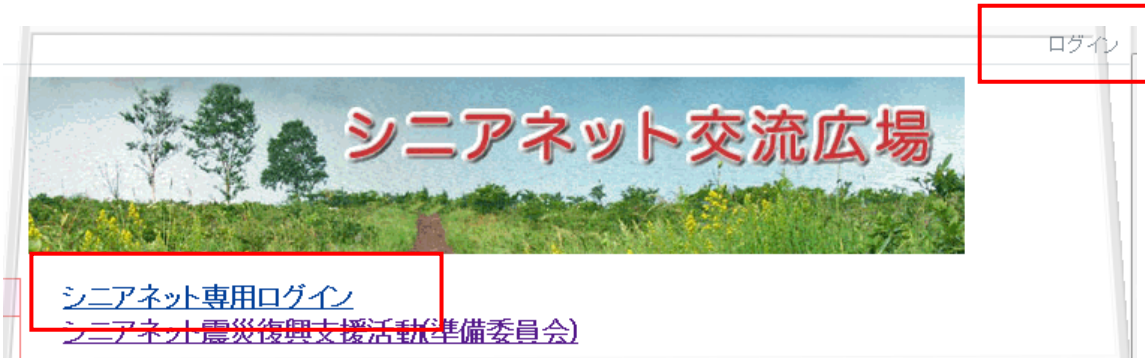 ログイン
シニアネット交流広場
シニアネット専用ログイン
シニアネット震災復興支援活動(準備委員会)